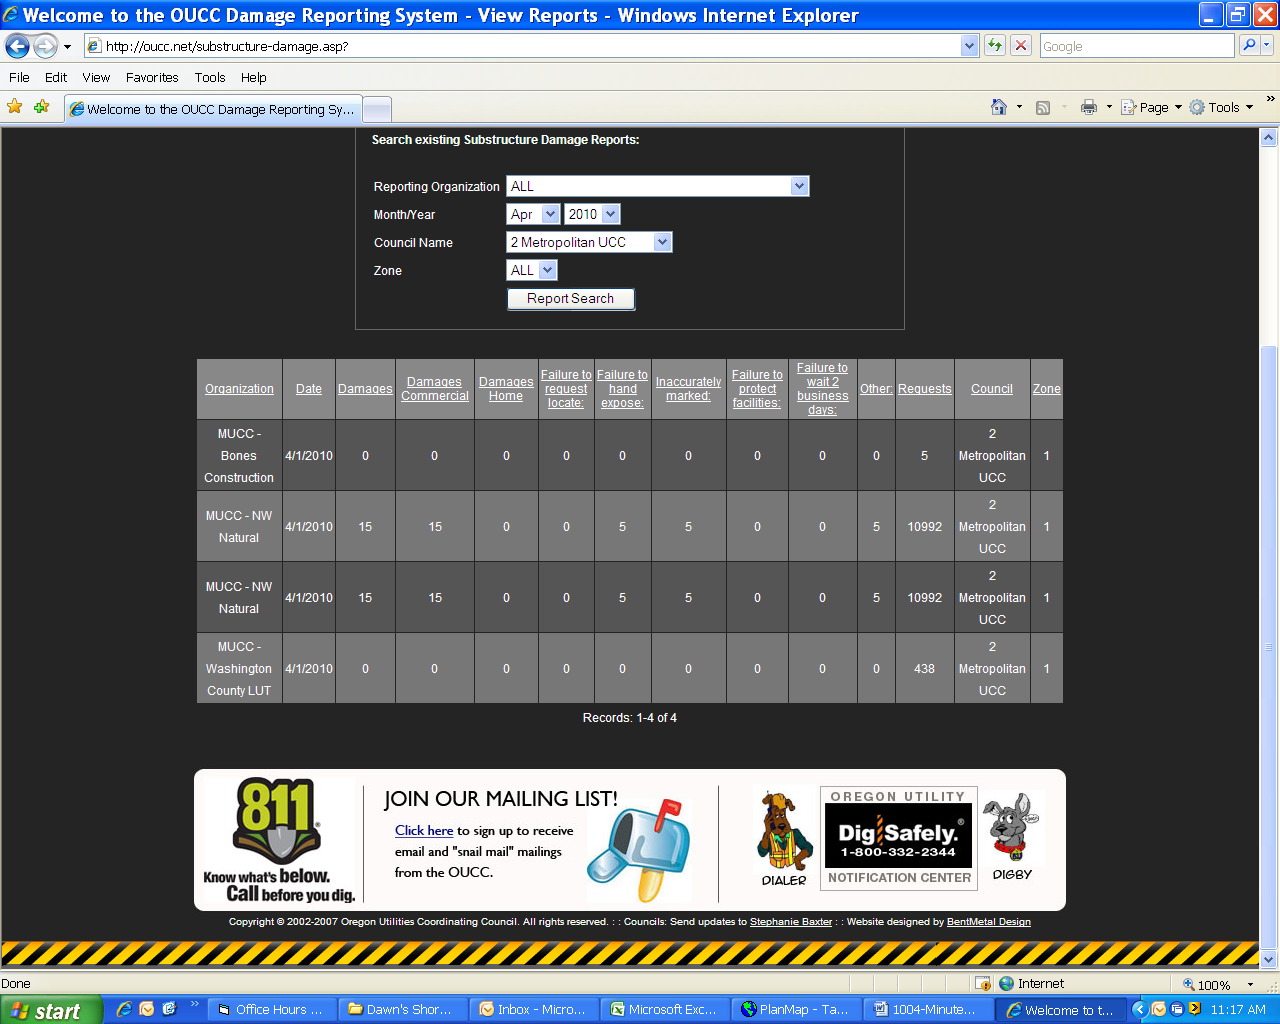 Welcome to the OUCC Damage Reporting System - View Reports - Windows Internet Explorer
http://oucc.net/substructure-damage.asp?
Google
File Edit View Favorites Tools Help
Welcome to the OUCC Damage Reporting Sy...
Page Tools
Search existing Substructure Damage Reports:
Reporting Organization ALL
Month/Year Apr 2010
Council Name 2 Metropolitan UCC
Zone ALL
Report Search
Organization Date Damages Damages Commercial Damages Home Failure to request locate: Failure to hand expose: Inaccurately marked: Failure to protect facilities: Failure to wait 2 business days: Other: Requests Council Zone
MUCC - Bones Construction 4/1/2010 0 0 0 0 0 0 0 0 0 5 2 Metropolitan UCC 1
MUCC - NW Natural 4/1/2010 15 15 0 0 5 5 0 0 5 10992 2 Metropolitan UCC 1
MUCC - NW Natural 4/1/2010 15 15 0 0 5 5 0 0 5 10992 2 Metropolitan UCC 1
MUCC - Washington County LUT 4/1/2010 0 0 0 0 0 0 0 0 0 438 2 Metropolitan UCC 1
Records: 1-4 of 4
811
Know what's below.
Call before you dig.
JOIN OUR MAILING LIST!
Click here to sign up to receive
email and "snail mail" mailings
from the OUCC.
DIALER
OREGON UTILITY
Dig Safely.®
1-800-332-2344
NOTIFICATION CENTER
DIGBY
Copyright © 2002-2007 Oregon Utilities Coordinating Council. All rights reserved. : : Councils: Send updates to Stephanie Baxter : : Website designed by BentMetal Design
Done
Internet
100%
start
Office Hours ...
Dawn's Shor...
Inbox - Micro...
Microsoft Exc...
PlanMap - Ta...
1004-Minute...
Welcome to t...
11:17 AM